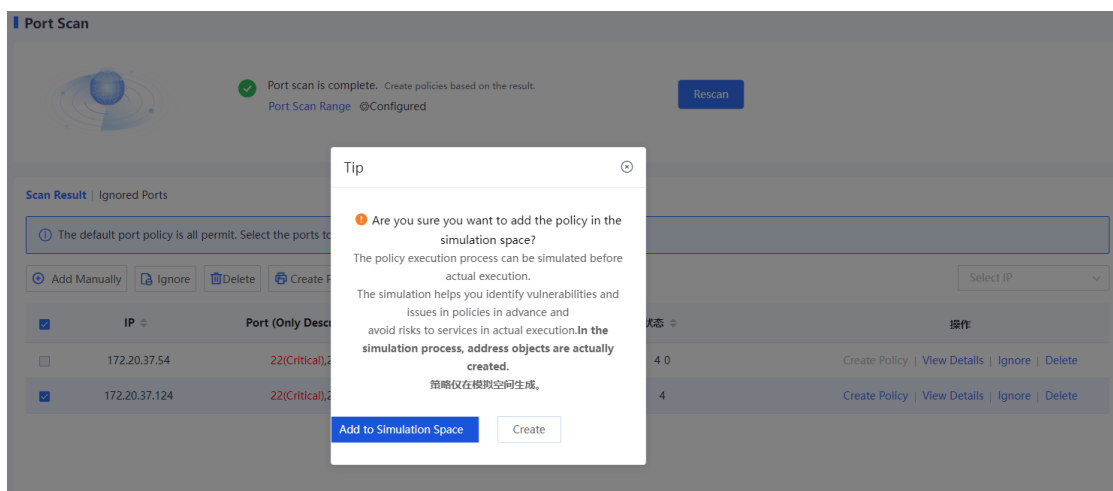 Port Scan
Port scan is complete. Create policies based on the result.
Port Scan Range @Configured
Rescan
Scan Result | Ignored Ports
The default port policy is all permit. Select the ports to
Add Manually Ignore Delete Create P
Select IP
IP Port (Only Descr 状态 操作
172.20.37.54 22(Critical),2 4 0 Create Policy | View Details | Ignore | Delete
172.20.37.124 22(Critical),2 4 Create Policy | View Details | Ignore | Delete
Tip
Are you sure you want to add the policy in the
simulation space?
The policy execution process can be simulated before
actual execution.
The simulation helps you identify vulnerabilities and
issues in policies in advance and
avoid risks to services in actual execution.In the
simulation process, address objects are actually
created.
策略仅在模拟空间生成。
Add to Simulation Space Create